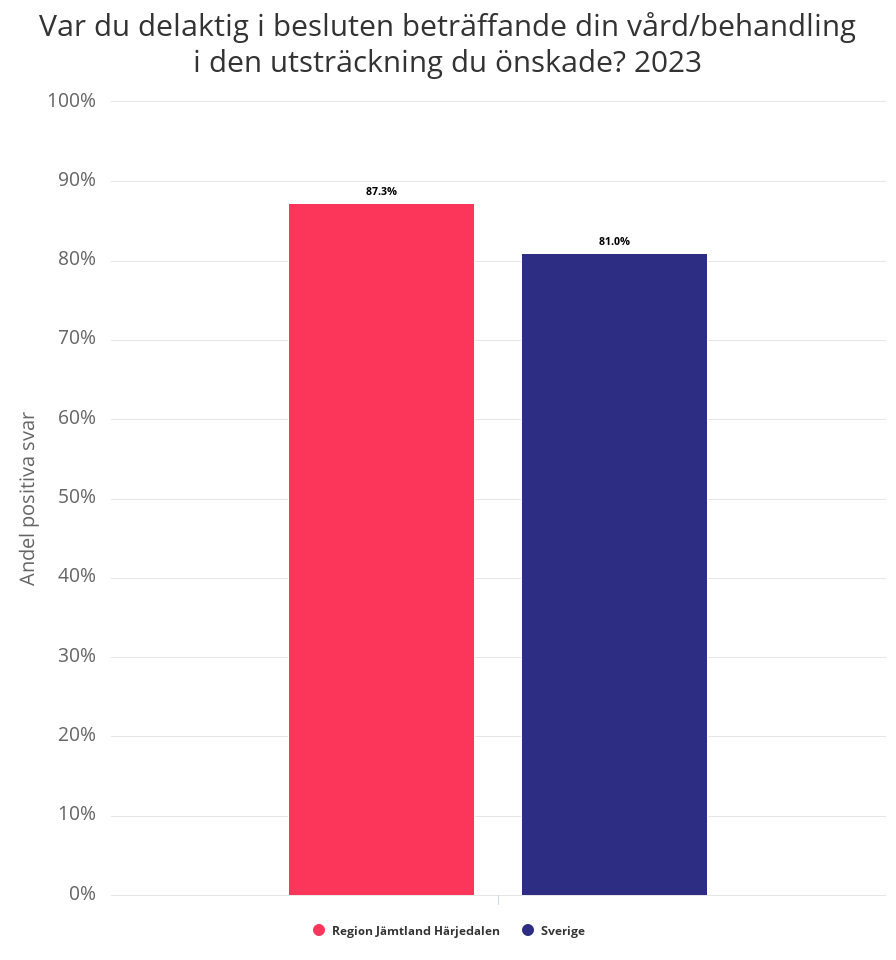 Var du delaktig i besluten beträffande din vård/behandling
i den utsträckning du önskade? 2023
100%
90%
87.3%
81.0%
80%
70%
60%
50%
40%
30%
20%
10%
0%
Andel positiva svar
Region Jämtland Härjedalen
Sverige